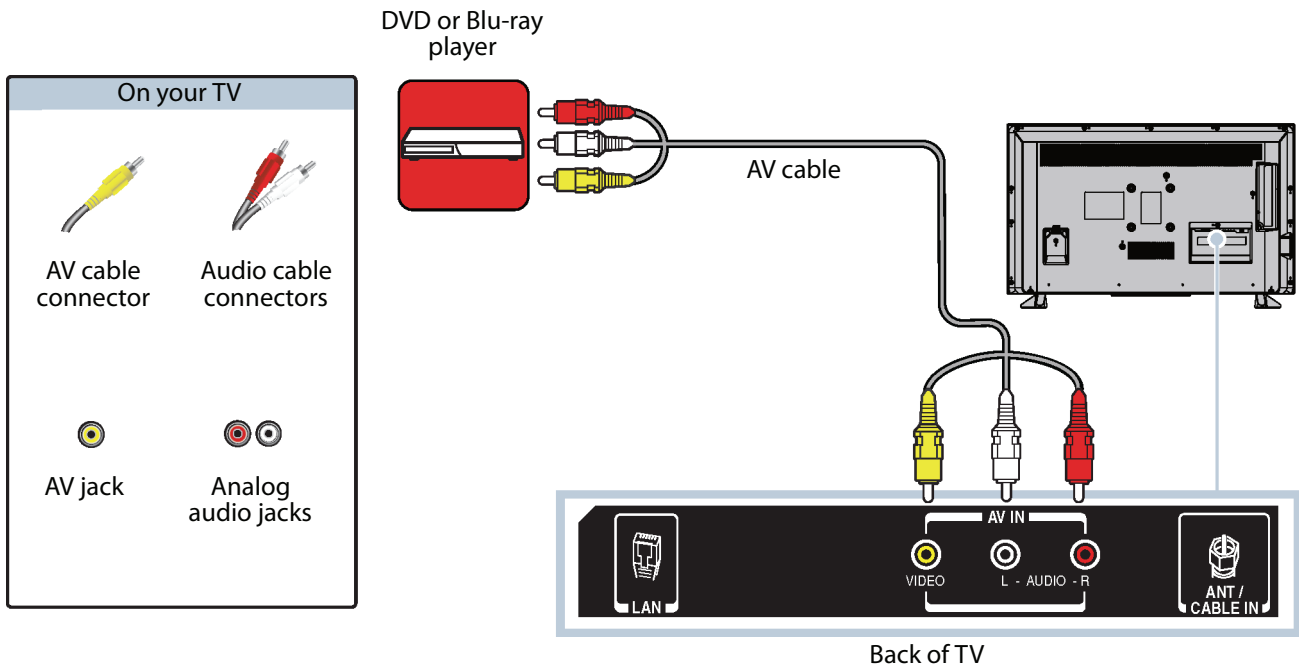 DVD or Blu-ray
player
On your TV
AV cable
connector
Audio cable
connectors
AV jack
Analog
audio jacks
AV cable
LAN
AV IN
VIDEO
L - AUDIO - R
ANT /
CABLE IN
Back of TV